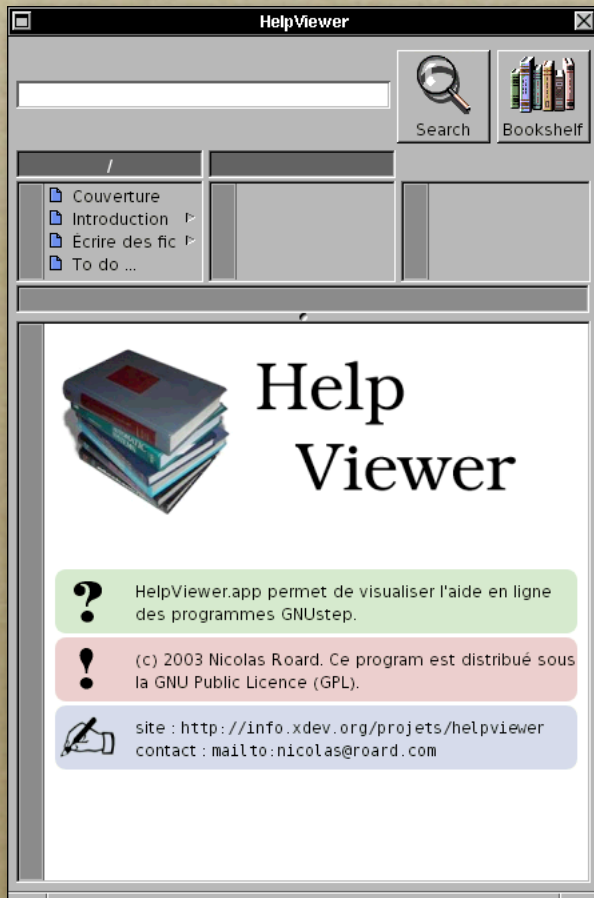 HelpViewer
Search
Bookshelf
/
Couverture
Introduction
Écrire des fic
To do ...
Help
Viewer
? HelpViewer.app permet de visualiser l'aide en ligne
des programmes GNUstep.
! (c) 2003 Nicolas Roard. Ce program est distribué sous
la GNU Public Licence (GPL).
site : http://info.xdev.org/projets/helpviewer
contact : mailto:nicolas@roard.com